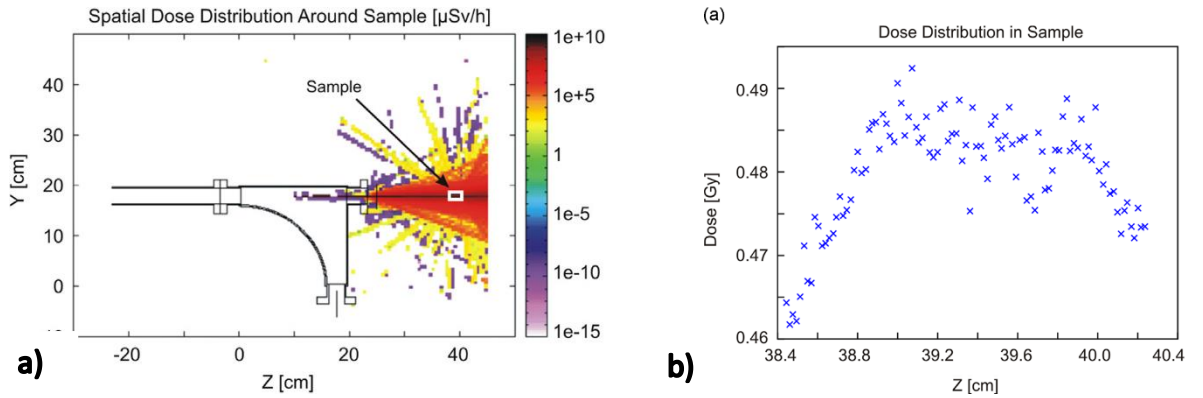 Spatial Dose Distribution Around Sample [µSv/h]
1e+10
1e+5
1
1e-5
1e-10
1e-15
Sample
Y [cm]
40
30
20
10
0
-20
0
20
40
Z [cm]
a)
(a)
Dose Distribution in Sample
Dose [Gy]
0.49
0.48
0.47
0.46
38.4
38.8
39.2
39.6
40.0
40.4
Z [cm]
b)